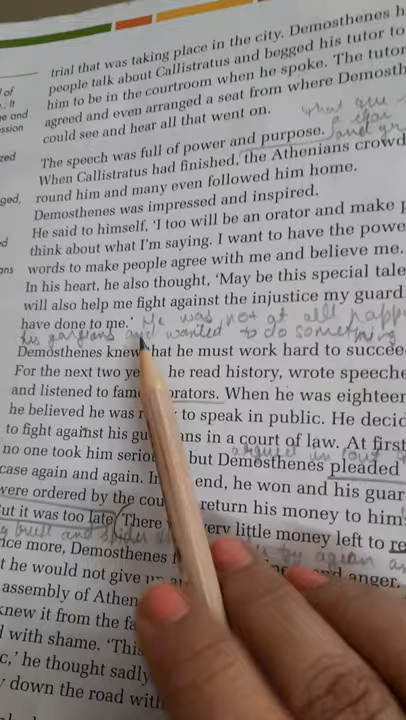 trial that was taking place in the city. Demosthenes h
people talk about Callistratus and begged his tutor to
him to be in the courtroom when he spoke. The tutor
agreed and even arranged a seat from where Demosth
could see and hear all that went on.
The speech was full of power and purpose.
When Callistratus had finished, the Athenians crowd
round him and many even followed him home.
Demosthenes was impressed and inspired.
He said to himself, 'I too will be an orator and make p
think about what I'm saying. I want to have the powe
words to make people agree with me and believe me.
In his heart, he also thought, 'May be this special tale
will also help me fight against the injustice my guard
have done to me.' He was not at all happ
his and wanted to do something
Demosthenes knew hat he must work hard to succee
For the next two ye he read history, wrote speeche
and listened to famo orators. When he was eighteer
he believed he was r y to speak in public. He decid
to fight against his gu ans in a court of law. At first
no one took him seriou but Demosthenes pleaded
case again and again. In end, he won and his guar
were ordered by the cou return his money to him
But it was too late There very little money left to re
nce more, Demosthenes
t he would not give up and anger.
assembly of Athen
knew it from the fa
d with shame. 'This
c,' he thought sadly
y down the road with